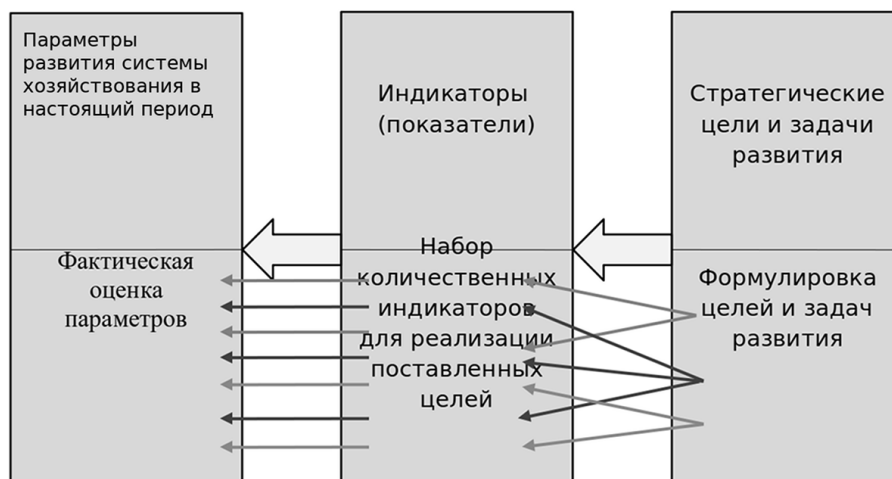 Параметры
развития системы
хозяйствования в
настоящий период
Индикаторы
(показатели)
Стратегические
цели и задачи
развития
Фактическая
оценка
параметров
Набор
количественных
индикаторов
для реализации
поставленных
целей
Формулировка
целей и задач
развития